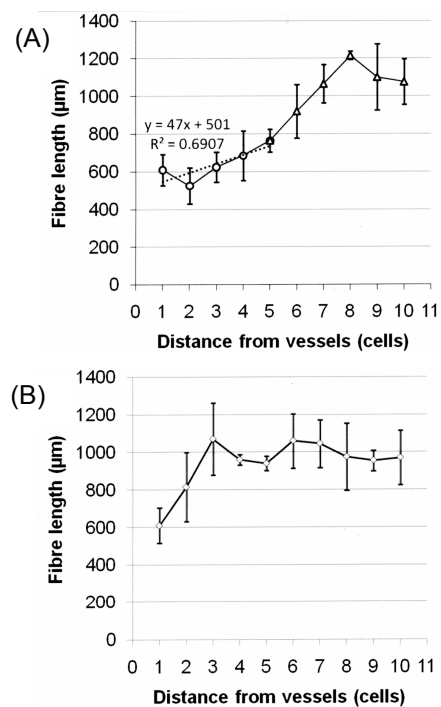 (A)
1400
1200
1000
800
600
400
200
0
y = 47x + 501
R² = 0.6907
Fibre length (μm)
0 1 2 3 4 5 6 7 8 9 10 11
Distance from vessels (cells)
(B)
1400
1200
1000
800
600
400
200
0
Fibre length (μm)
0 1 2 3 4 5 6 7 8 9 10 11
Distance from vessels (cells)